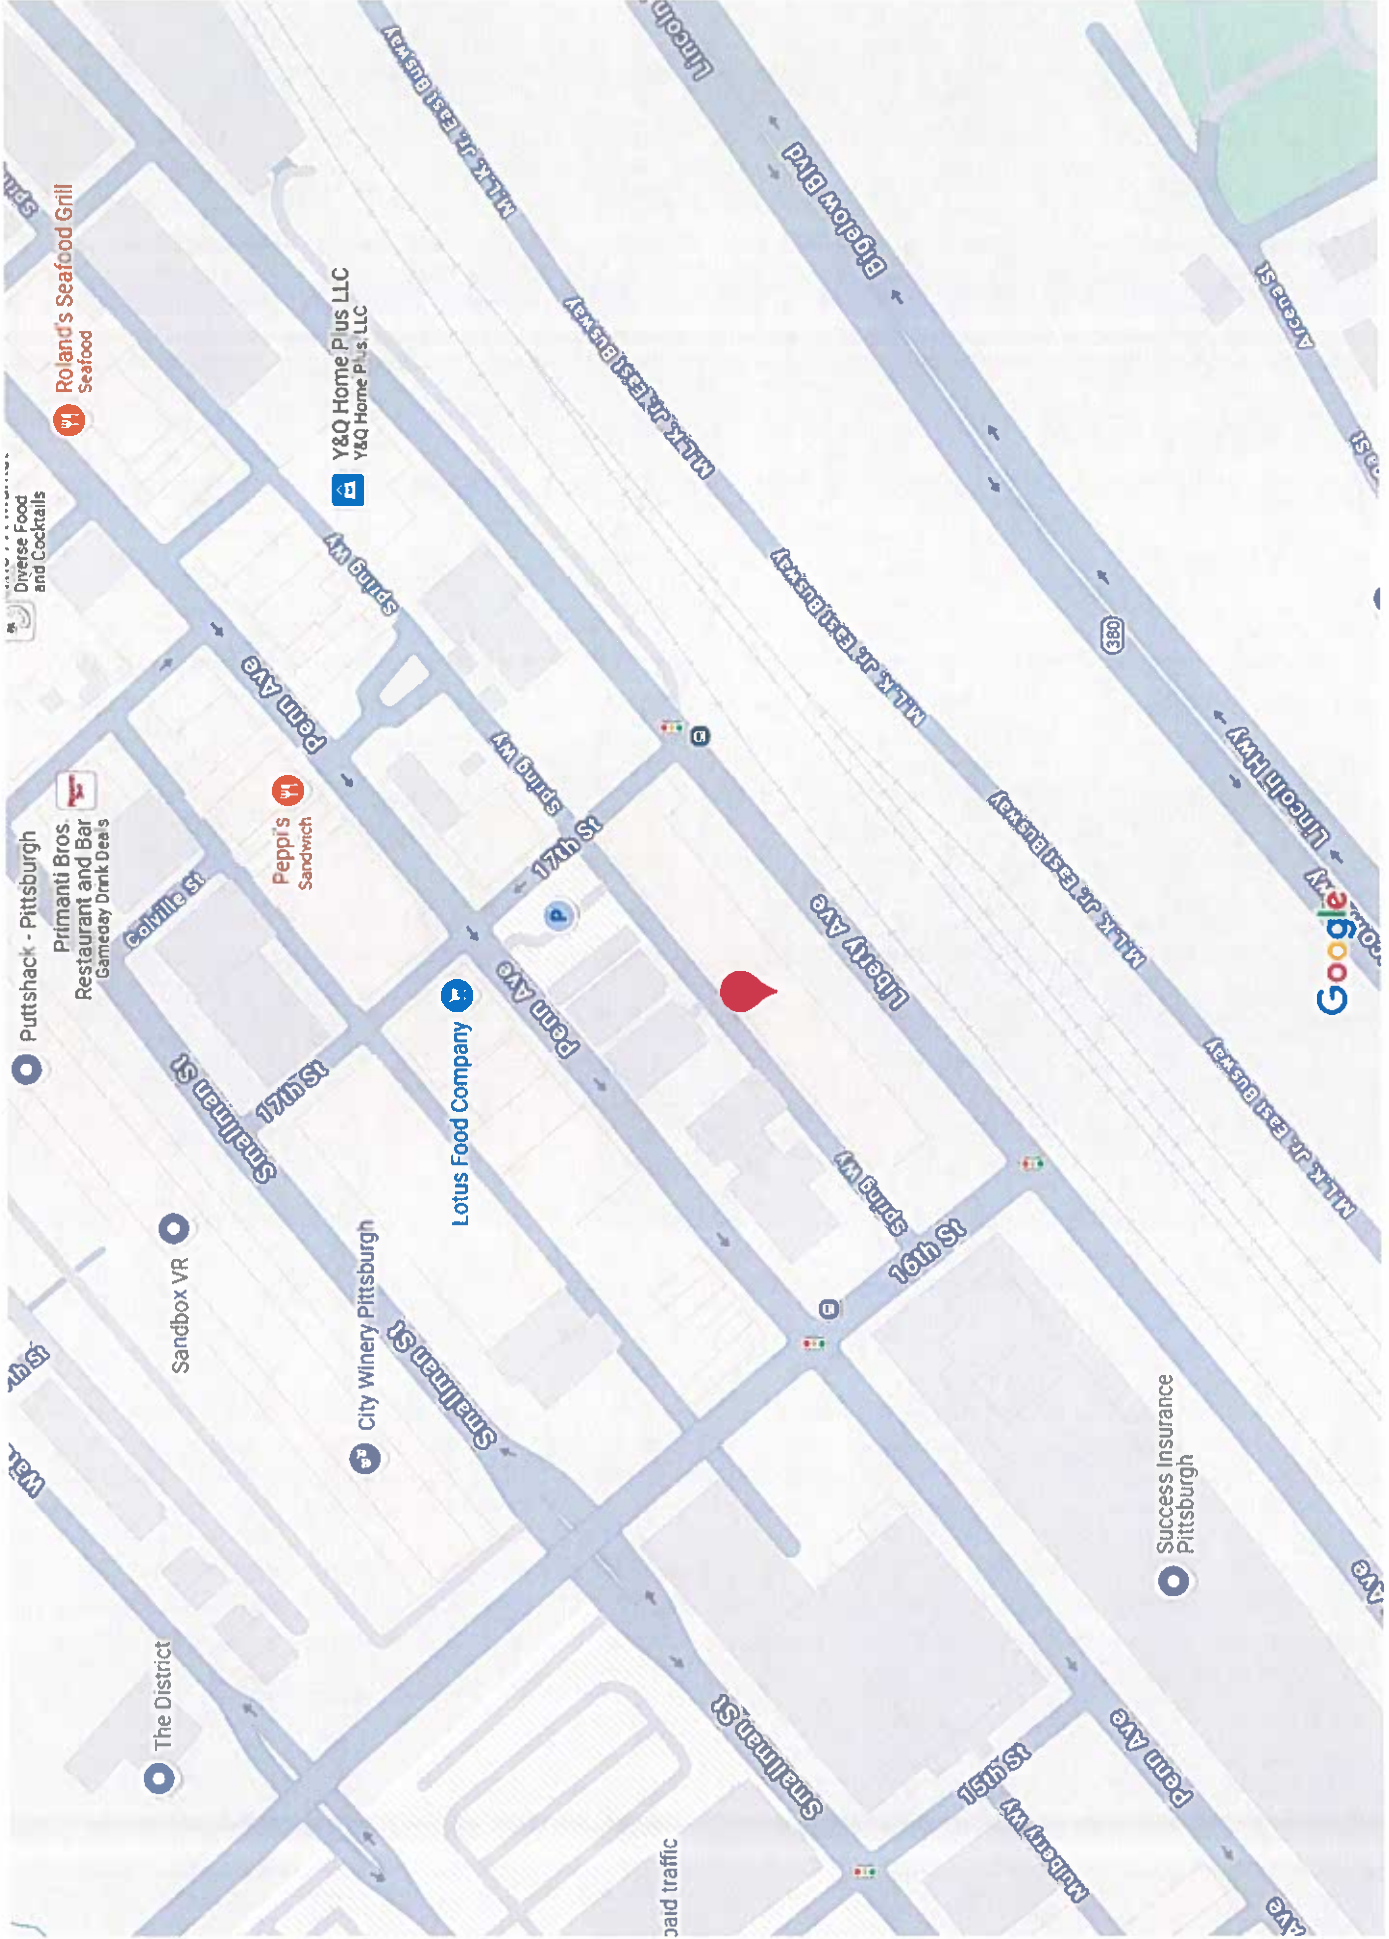 Puttshack - Pittsburgh
Primanti Bros.
Restaurant and Bar
Gameday Drink Deals
Diverse Food
and Cocktails
Roland's Seafood Grill
Seafood
Y&Q Home Plus LLC
Y&Q Home Plus LLC
Peppi's
Sandwich
Lotus Food Company
Sandbox VR
City Winery Pittsburgh
The District
Success Insurance
Pittsburgh
paid traffic
Colville St
Smallman St
Smallman St
Smallman St
17th St
17th St
16th St
15th St
Mulberry Wy
Penn Ave
Penn Ave
Penn Ave
Ave
Ave
Spring Wy
Spring Wy
Spring Wy
Liberty Ave
P
M.L.K. Jr. East Busway
M.L.K. Jr. East Busway
M.L.K. Jr. East Busway
M.L.K. Jr. East Busway
M.L.K. Jr. East Busway
Lincoln
Bigelow Blvd
380
Lincoln Hwy
Arcena St
Google